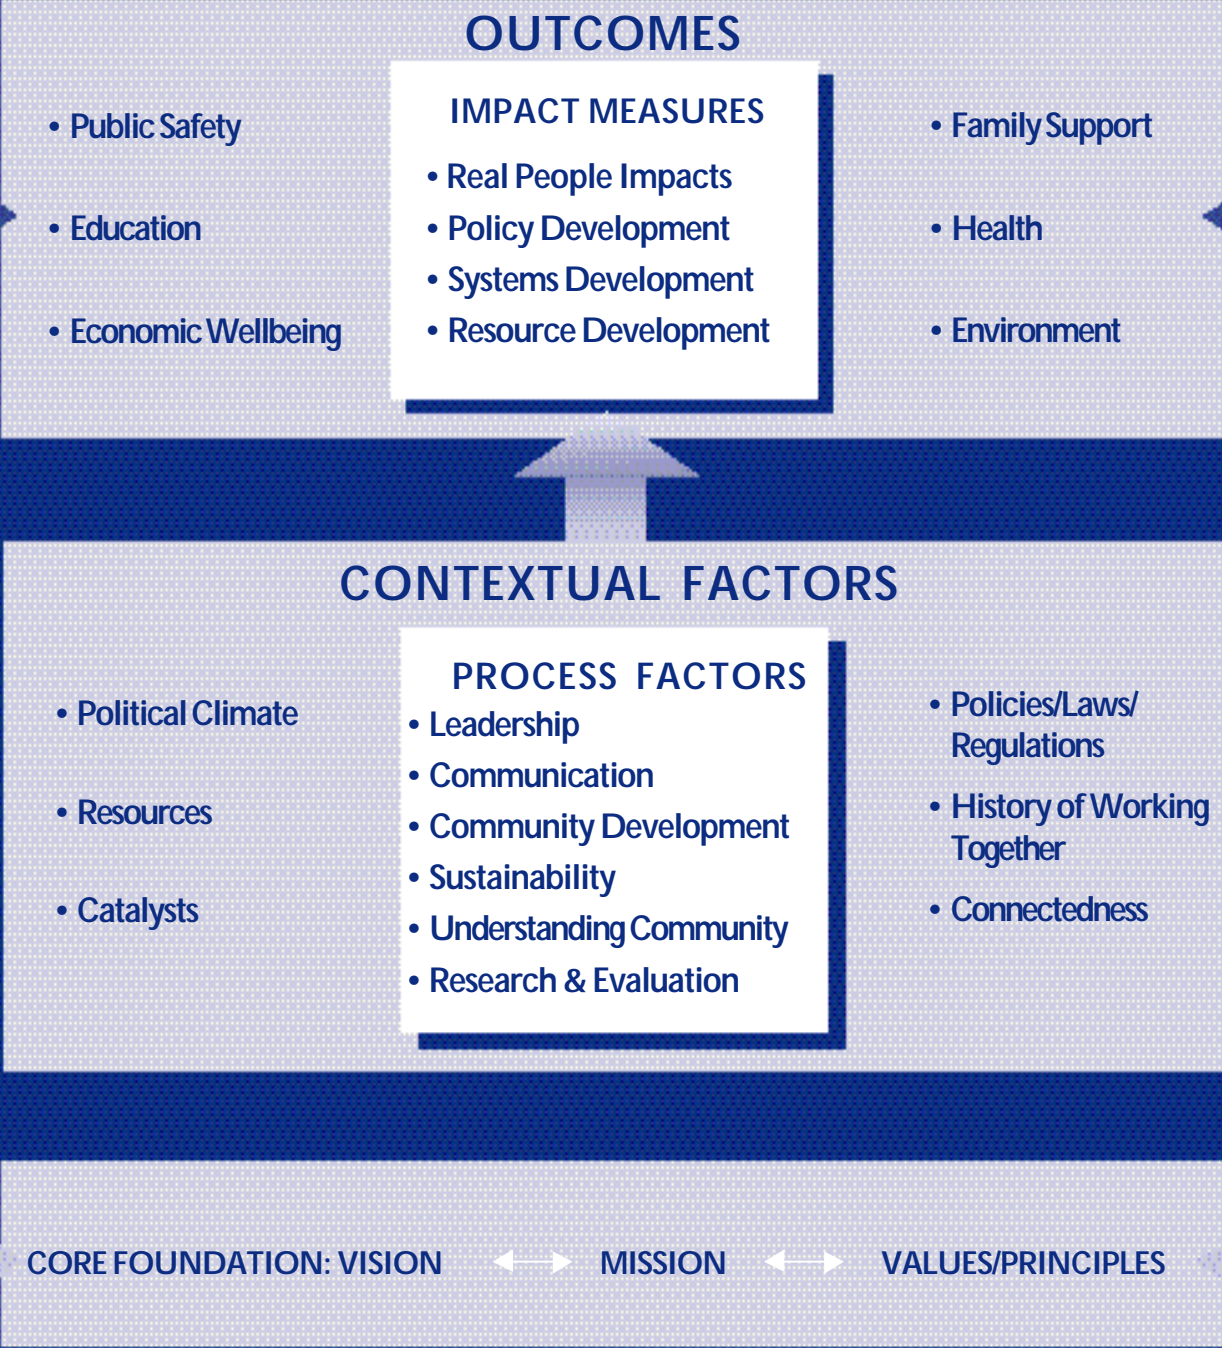 OUTCOMES
• Public Safety
• Education
• Economic Wellbeing
IMPACT MEASURES
• Real People Impacts
• Policy Development
• Systems Development
• Resource Development
• Family Support
• Health
• Environment
CONTEXTUAL FACTORS
• Political Climate
• Resources
• Catalysts
PROCESS FACTORS
• Leadership
• Communication
• Community Development
• Sustainability
• Understanding Community
• Research & Evaluation
• Policies/Laws/
Regulations
• History of Working
Together
• Connectedness
CORE FOUNDATION: VISION MISSION VALUES/PRINCIPLES